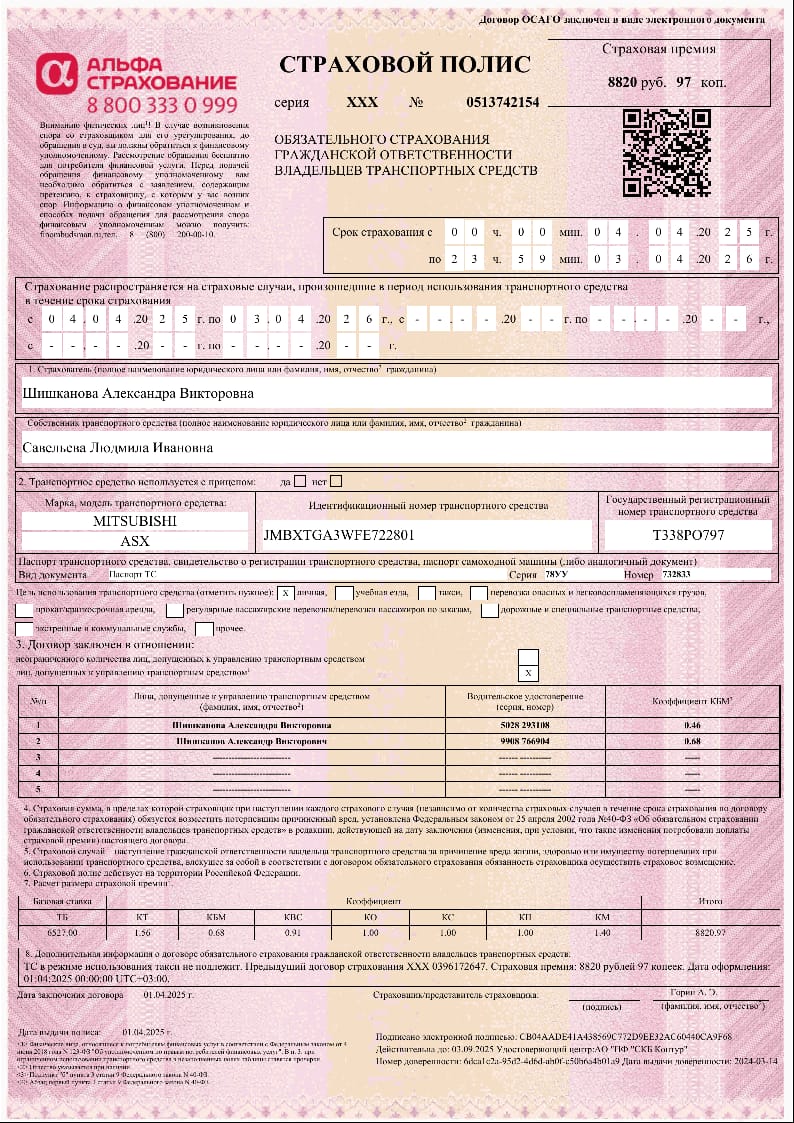 Договор ОСАГО заключен в виде электронного документа
АЛЬФА
СТРАХОВАНИЕ
8 800 333 0 999
СТРАХОВОЙ ПОЛИС
серия XXX № 0513742154
Страховая премия
8820 руб. 97 коп.
Вниманию физических лиц¹! В случае возникновения
спора со страховщиком для его урегулирования, до
обращения в суд, вы должны обратиться к финансовому
уполномоченному. Рассмотрение обращения бесплатно
для потребителя финансовой услуги. Перед подачей
обращения финансовому уполномоченному вам
необходимо обратиться с заявлением, содержащим
претензию, к страховщику, с которым у вас возник
спор. Информацию о финансовом уполномоченном и
способах подачи обращения для рассмотрения спора
финансовым уполномоченным можно получить:
finombudsman.ru,тел. 8 (800) 200-00-10.
ОБЯЗАТЕЛЬНОГО СТРАХОВАНИЯ
ГРАЖДАНСКОЙ ОТВЕТСТВЕННОСТИ
ВЛАДЕЛЬЦЕВ ТРАНСПОРТНЫХ СРЕДСТВ
Срок страхования с 0 0 ч. 0 0 мин. 0 4 . 0 4 .20 2 5 г.
по 2 3 ч. 5 9 мин. 0 3 . 0 4 .20 2 6 г.
Страхование распространяется на страховые случаи, произошедшие в период использования транспортного средства
в течение срока страхования
с 0 4 . 0 4 .20 2 5 г. по 0 3 . 0 4 .20 2 6 г., с - - . - - .20 - - г. по - - . - - .20 - - г.,
с - - . - - .20 - - г. по - - . - - .20 - - г.
1. Страхователь (полное наименование юридического лица или фамилия, имя, отчество² гражданина)
Шишканова Александра Викторовна
Собственник транспортного средства (полное наименование юридического лица или фамилия, имя, отчество² гражданина)
Савельева Людмила Ивановна
2. Транспортное средство используется с прицепом: да нет
Марка, модель транспортного средства: Идентификационный номер транспортного средства Государственный регистрационный
номер транспортного средства
MITSUBISHI
ASX
JMBXTGA3WFE722801
Т338РО797
Паспорт транспортного средства, свидетельство о регистрации транспортного средства, паспорт самоходной машины (либо аналогичный документ)
Вид документа Паспорт ТС Серия 78УУ Номер 732833
Цель использования транспортного средства (отметить нужное): X личная, учебная езда, такси, перевозка опасных и легковоспламеняющихся грузов,
прокат/краткосрочная аренда, регулярные пассажирские перевозки/перевозки пассажиров по заказам, дорожные и специальные транспортные средства,
экстренные и коммунальные службы, прочее.
3. Договор заключен в отношении:
неограниченного количества лиц, допущенных к управлению транспортным средством
лиц, допущенных к управлению транспортным средством X
№п/п Лица, допущенные к управлению транспортным средством (фамилия, имя, отчество²) Водительское удостоверение (серия, номер) Коэффициент КБМ³
1 Шишканова Александра Викторовна 5028 293108 0.46
2 Шишканов Александр Викторович 9908 766904 0.68
3 ------------------------- ------ ---------- -----
4 ------------------------- ------ ---------- -----
5 ------------------------- ------ ---------- -----
4. Страховая сумма, в пределах которой страховщик при наступлении каждого страхового случая (независимо от количества страховых случаев в течение срока страхования по договору
обязательного страхования) обязуется возместить потерпевшим причиненный вред, установлена Федеральным законом от 25 апреля 2002 года №40-ФЗ «Об обязательном страховании
гражданской ответственности владельцев транспортных средств» в редакции, действующей на дату заключения (изменения, при условии, что такие изменения потребовали доплаты
страховой премии) настоящего договора.
5. Страховой случай – наступление гражданской ответственности владельца транспортного средства за причинение вреда жизни, здоровью или имуществу потерпевших при
использовании транспортного средства, влекущее за собой в соответствии с договором обязательного страхования обязанность страховщика осуществить страховое возмещение.
6. Страховой полис действует на территории Российской Федерации.
7. Расчет размера страховой премии⁴.
Базовая ставка Коэффициент Итого
ТБ КТ КБМ КВС КО КС КП КМ
6527.00 1.56 0.68 0.91 1.00 1.00 1.00 1.40 8820.97
8. Дополнительная информация о договоре обязательного страхования гражданской ответственности владельцев транспортных средств:
ТС в режиме использования такси не подлежит. Предыдущий договор страхования XXX 0396172647. Страховая премия: 8820 рублей 97 копеек. Дата оформления:
01:04:2025 00:00:00 UTC+03:00.
Дата заключения договора 01.04.2025 г. Страховщик/представитель страховщика: Горин А. Э.
(подпись) (фамилия, имя, отчество²)
Дата выдачи полиса: 01.04.2025 г.
Подписано электронной подписью: CB04AADE41A438569C772D9EE32AC60440CA9F68
Действительна до: 03.09.2025 Удостоверяющий центр:АО "ПФ "СКБ Контур"
Номер доверенности: 6dca1c2a-95d2-4d6d-ab0f-c50b6a4b01a9 Дата выдачи доверенности: 2024-03-14